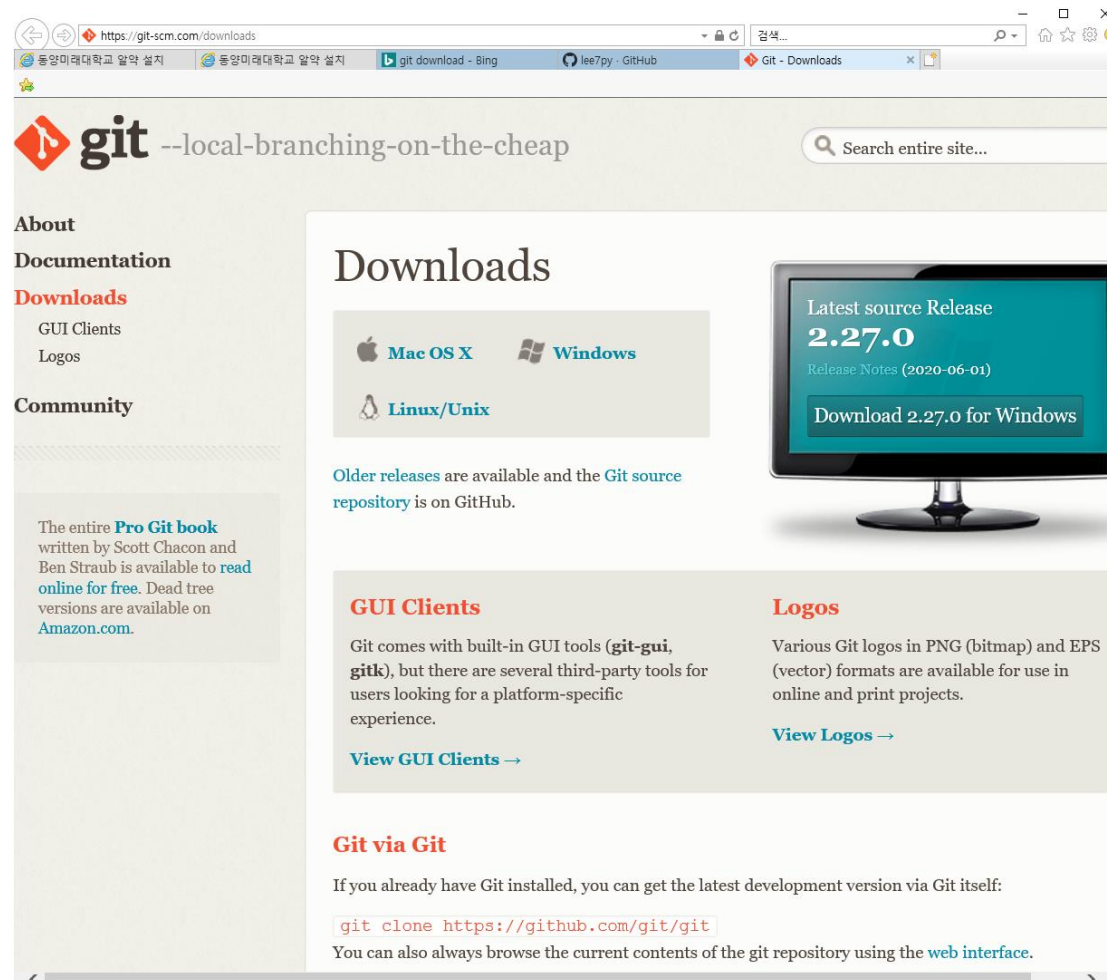 https://git-scm.com/downloads
검색...
동양미래대학교 알약 설치
동양미래대학교 알약 설치
git download - Bing
lee7py - GitHub
Git - Downloads
git --local-branching-on-the-cheap
Search entire site...
About
Documentation
Downloads
GUI Clients
Logos
Community
The entire Pro Git book
written by Scott Chacon and
Ben Straub is available to read
online for free. Dead tree
versions are available on
Amazon.com.
Downloads
Mac OS X
Windows
Linux/Unix
Older releases are available and the Git source
repository is on GitHub.
Latest source Release
2.27.0
Release Notes (2020-06-01)
Download 2.27.0 for Windows
GUI Clients
Git comes with built-in GUI tools (git-gui,
gitk), but there are several third-party tools for
users looking for a platform-specific
experience.
View GUI Clients →
Logos
Various Git logos in PNG (bitmap) and EPS
(vector) formats are available for use in
online and print projects.
View Logos →
Git via Git
If you already have Git installed, you can get the latest development version via Git itself:
git clone https://github.com/git/git
You can also always browse the current contents of the git repository using the web interface.